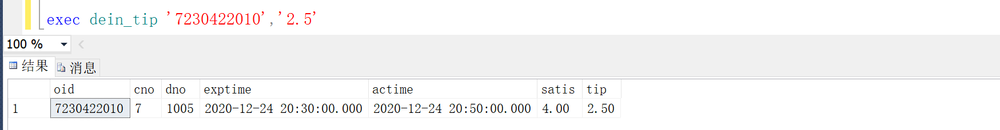 exec dein_tip '7230422010','2.5'
100 %
结果 消息
oid cno dno exptime actime satis tip
1 7230422010 7 1005 2020-12-24 20:30:00.000 2020-12-24 20:50:00.000 4.00 2.50